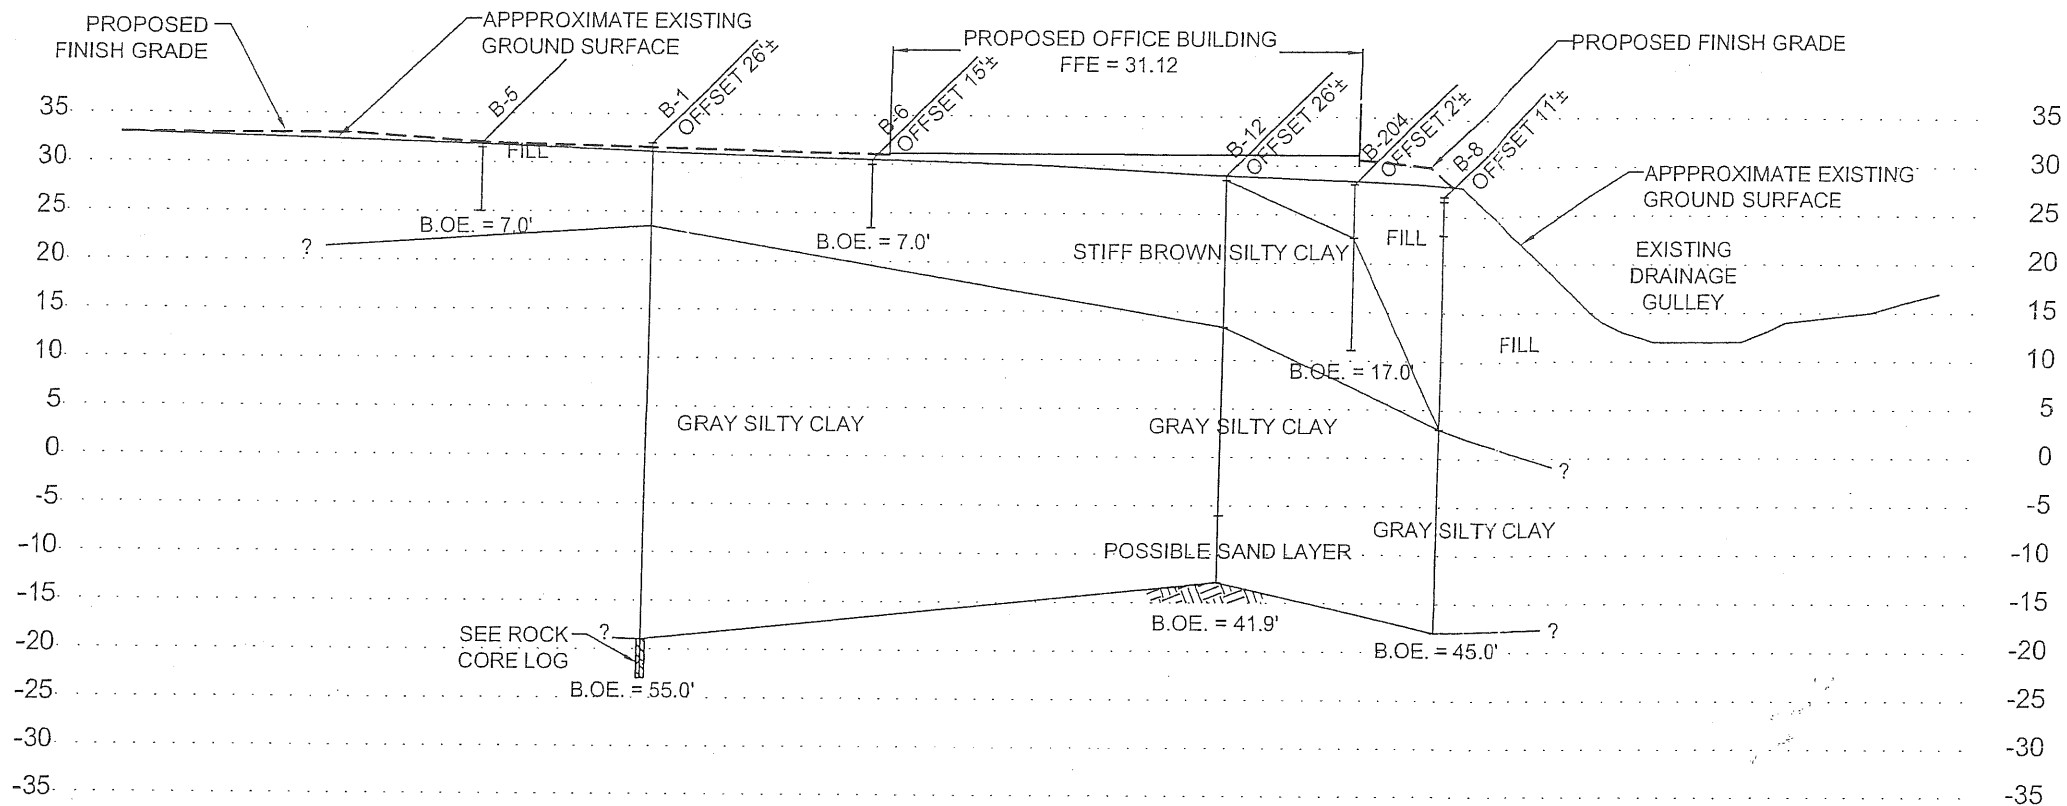 PROPOSED
FINISH GRADE
APPPROXIMATE EXISTING
GROUND SURFACE
B-5
B-1
OFFSET 26'±
B-6
OFFSET 15'±
PROPOSED OFFICE BUILDING
FFE = 31.12
B-12
OFFSET 26'±
B-204
OFFSET 2'±
B-8
OFFSET 11'±
PROPOSED FINISH GRADE
APPPROXIMATE EXISTING
GROUND SURFACE
35
30
25
20
15
10
5
0
-5
-10
-15
-20
-25
-30
-35
FILL
B.OE. = 7.0'
B.OE. = 7.0'
?
STIFF BROWN SILTY CLAY
FILL
EXISTING
DRAINAGE
GULLEY
FILL
B.OE. = 17.0'
GRAY SILTY CLAY
GRAY SILTY CLAY
?
GRAY SILTY CLAY
POSSIBLE SAND LAYER
SEE ROCK
CORE LOG
?
B.OE. = 55.0'
B.OE. = 41.9'
B.OE. = 45.0'
?
35
30
25
20
15
10
5
0
-5
-10
-15
-20
-25
-30
-35